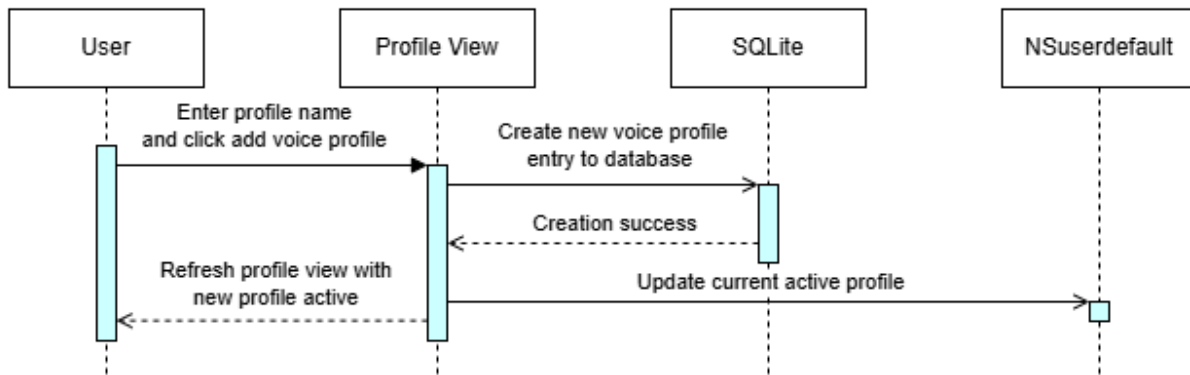 User
Profile View
SQLite
NSuserdefault
Enter profile name
and click add voice profile
Create new voice profile
entry to database
Creation success
Refresh profile view with
new profile active
Update current active profile